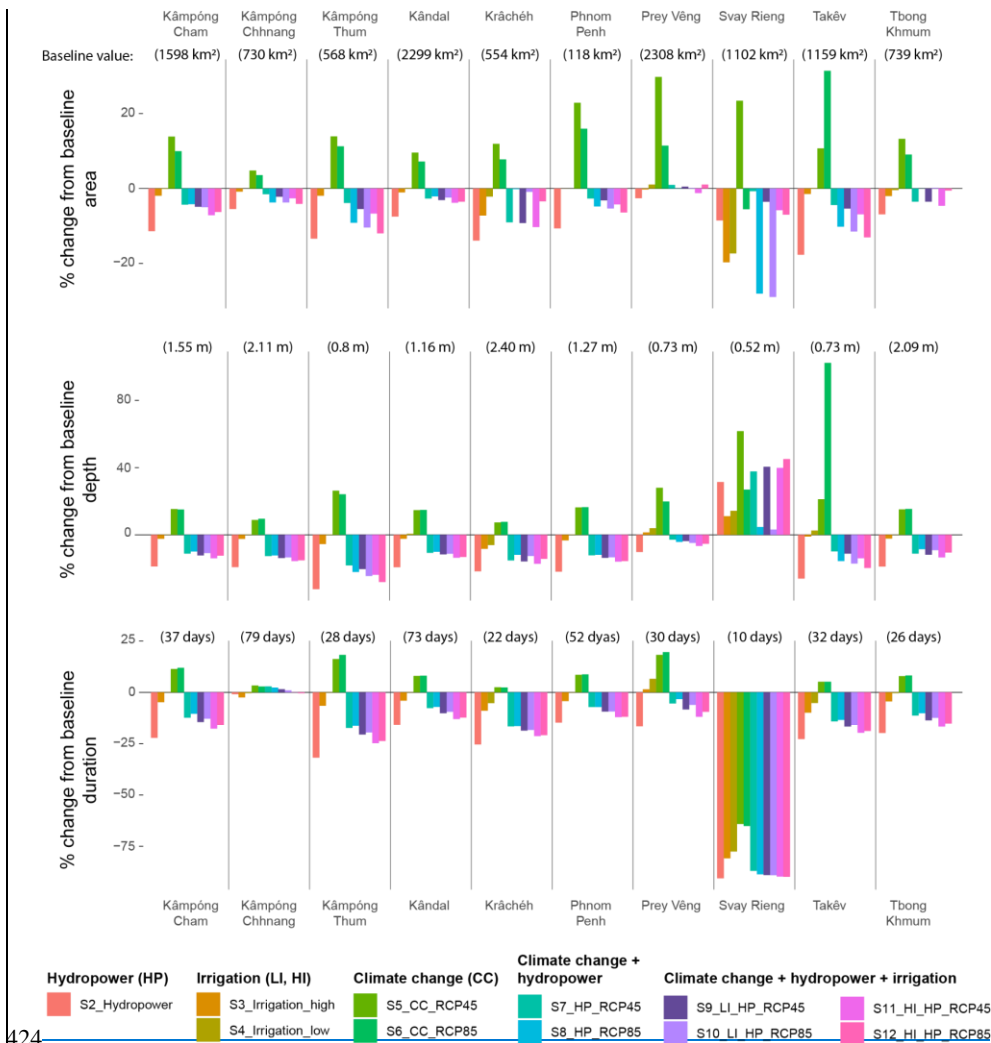 Kâmpóng Cham Kâmpóng Chhnang Kâmpóng Thum Kândal Krâchéh Phnom Penh Prey Vêng Svay Rieng Takêv Tbong Khmum
Baseline value: (1598 km²) (730 km²) (568 km²) (2299 km²) (554 km²) (118 km²) (2308 km²) (1102 km²) (1159 km²) (739 km²)
% change from baseline
area
20
0
−20
(1.55 m) (2.11 m) (0.8 m) (1.16 m) (2.40 m) (1.27 m) (0.73 m) (0.52 m) (0.73 m) (2.09 m)
% change from baseline
depth
80
40
0
(37 days) (79 days) (28 days) (73 days) (22 days) (52 dyas) (30 days) (10 days) (32 days) (26 days)
% change from baseline
duration
25
0
−25
−50
−75
Kâmpóng Cham Kâmpóng Chhnang Kâmpóng Thum Kândal Krâchéh Phnom Penh Prey Vêng Svay Rieng Takêv Tbong Khmum
Hydropower (HP)
S2_Hydropower
Irrigation (LI, HI)
S3_Irrigation_high
S4_Irrigation_low
Climate change (CC)
S5_CC_RCP45
S6_CC_RCP85
Climate change +
hydropower
S7_HP_RCP45
S8_HP_RCP85
Climate change + hydropower + irrigation
S9_LI_HP_RCP45
S10_LI_HP_RCP85
S11_HI_HP_RCP45
S12_HI_HP_RCP85
424